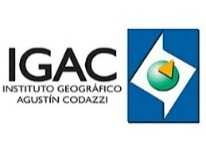 IGAC
INSTITUTO GEOGRÁFICO
AGUSTÍN CODAZZI